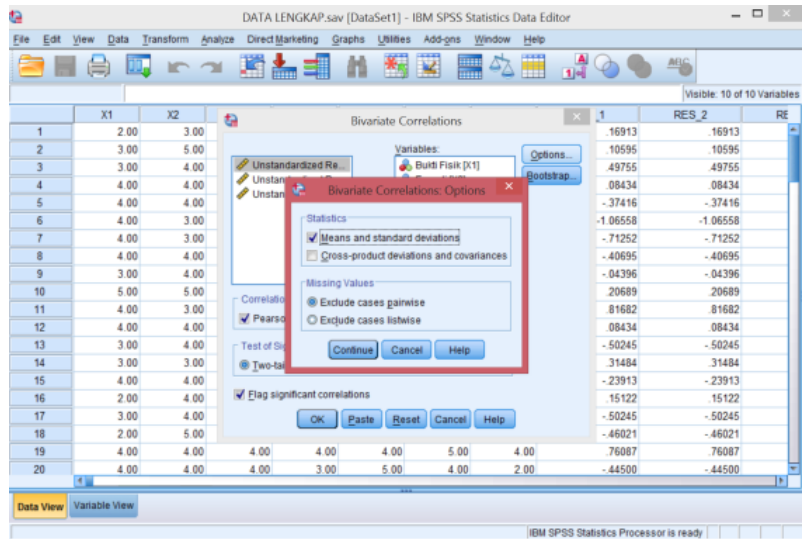 DATA LENGKAP.sav [DataSet1] - IBM SPSS Statistics Data Editor
File Edit View Data Transform Analyze Direct Marketing Graphs Utilities Add-ons Window Help
Visible: 10 of 10 Variables
X1 X2 _1 RES_2 RE
1 2.00 3.00 .16913 .16913
2 3.00 5.00 .10595 .10595
3 3.00 4.00 .49755 .49755
4 4.00 4.00 .08434 .08434
5 4.00 4.00 -.37416 -.37416
6 4.00 3.00 -1.06558 -1.06558
7 4.00 3.00 -.71252 -.71252
8 4.00 4.00 -.40695 -.40695
9 3.00 4.00 -.04396 -.04396
10 5.00 5.00 .20689 .20689
11 4.00 3.00 .81682 .81682
12 4.00 4.00 .08434 .08434
13 3.00 4.00 -.50245 -.50245
14 3.00 3.00 .31484 .31484
15 4.00 4.00 -.23913 -.23913
16 2.00 4.00 .15122 .15122
17 3.00 4.00 -.50245 -.50245
18 2.00 5.00 -.46021 -.46021
19 4.00 4.00 4.00 4.00 4.00 5.00 4.00 .76087 .76087
20 4.00 4.00 4.00 3.00 5.00 4.00 2.00 -.44500 -.44500
Bivariate Correlations
Variables:
Unstandardized Re...
Unstan
Unstan
Bukti Fisik [X1]
Options...
Bootstrap...
Correlatio
Pearso
Test of Si
Two-tai
Flag significant correlations
OK Paste Reset Cancel Help
Bivariate Correlations: Options
Statistics
Means and standard deviations
Cross-product deviations and covariances
Missing Values
Exclude cases pairwise
Exclude cases listwise
Continue Cancel Help
Data View Variable View
IBM SPSS Statistics Processor is ready